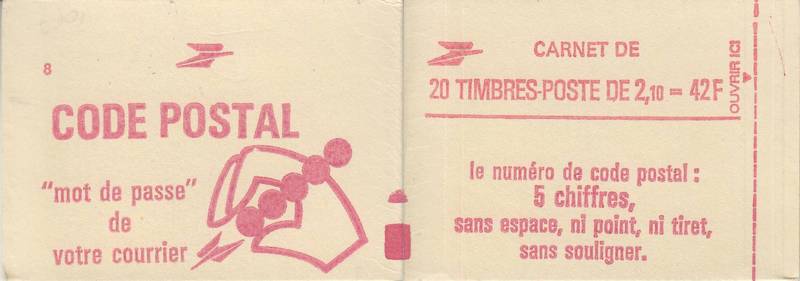 8
CODE POSTAL
"mot de passe"
de
votre courrier
CARNET DE
20 TIMBRES-POSTE DE 2,10 = 42F
OUVRIR ICI
le numéro de code postal :
5 chiffres,
sans espace, ni point, ni tiret,
sans souligner.